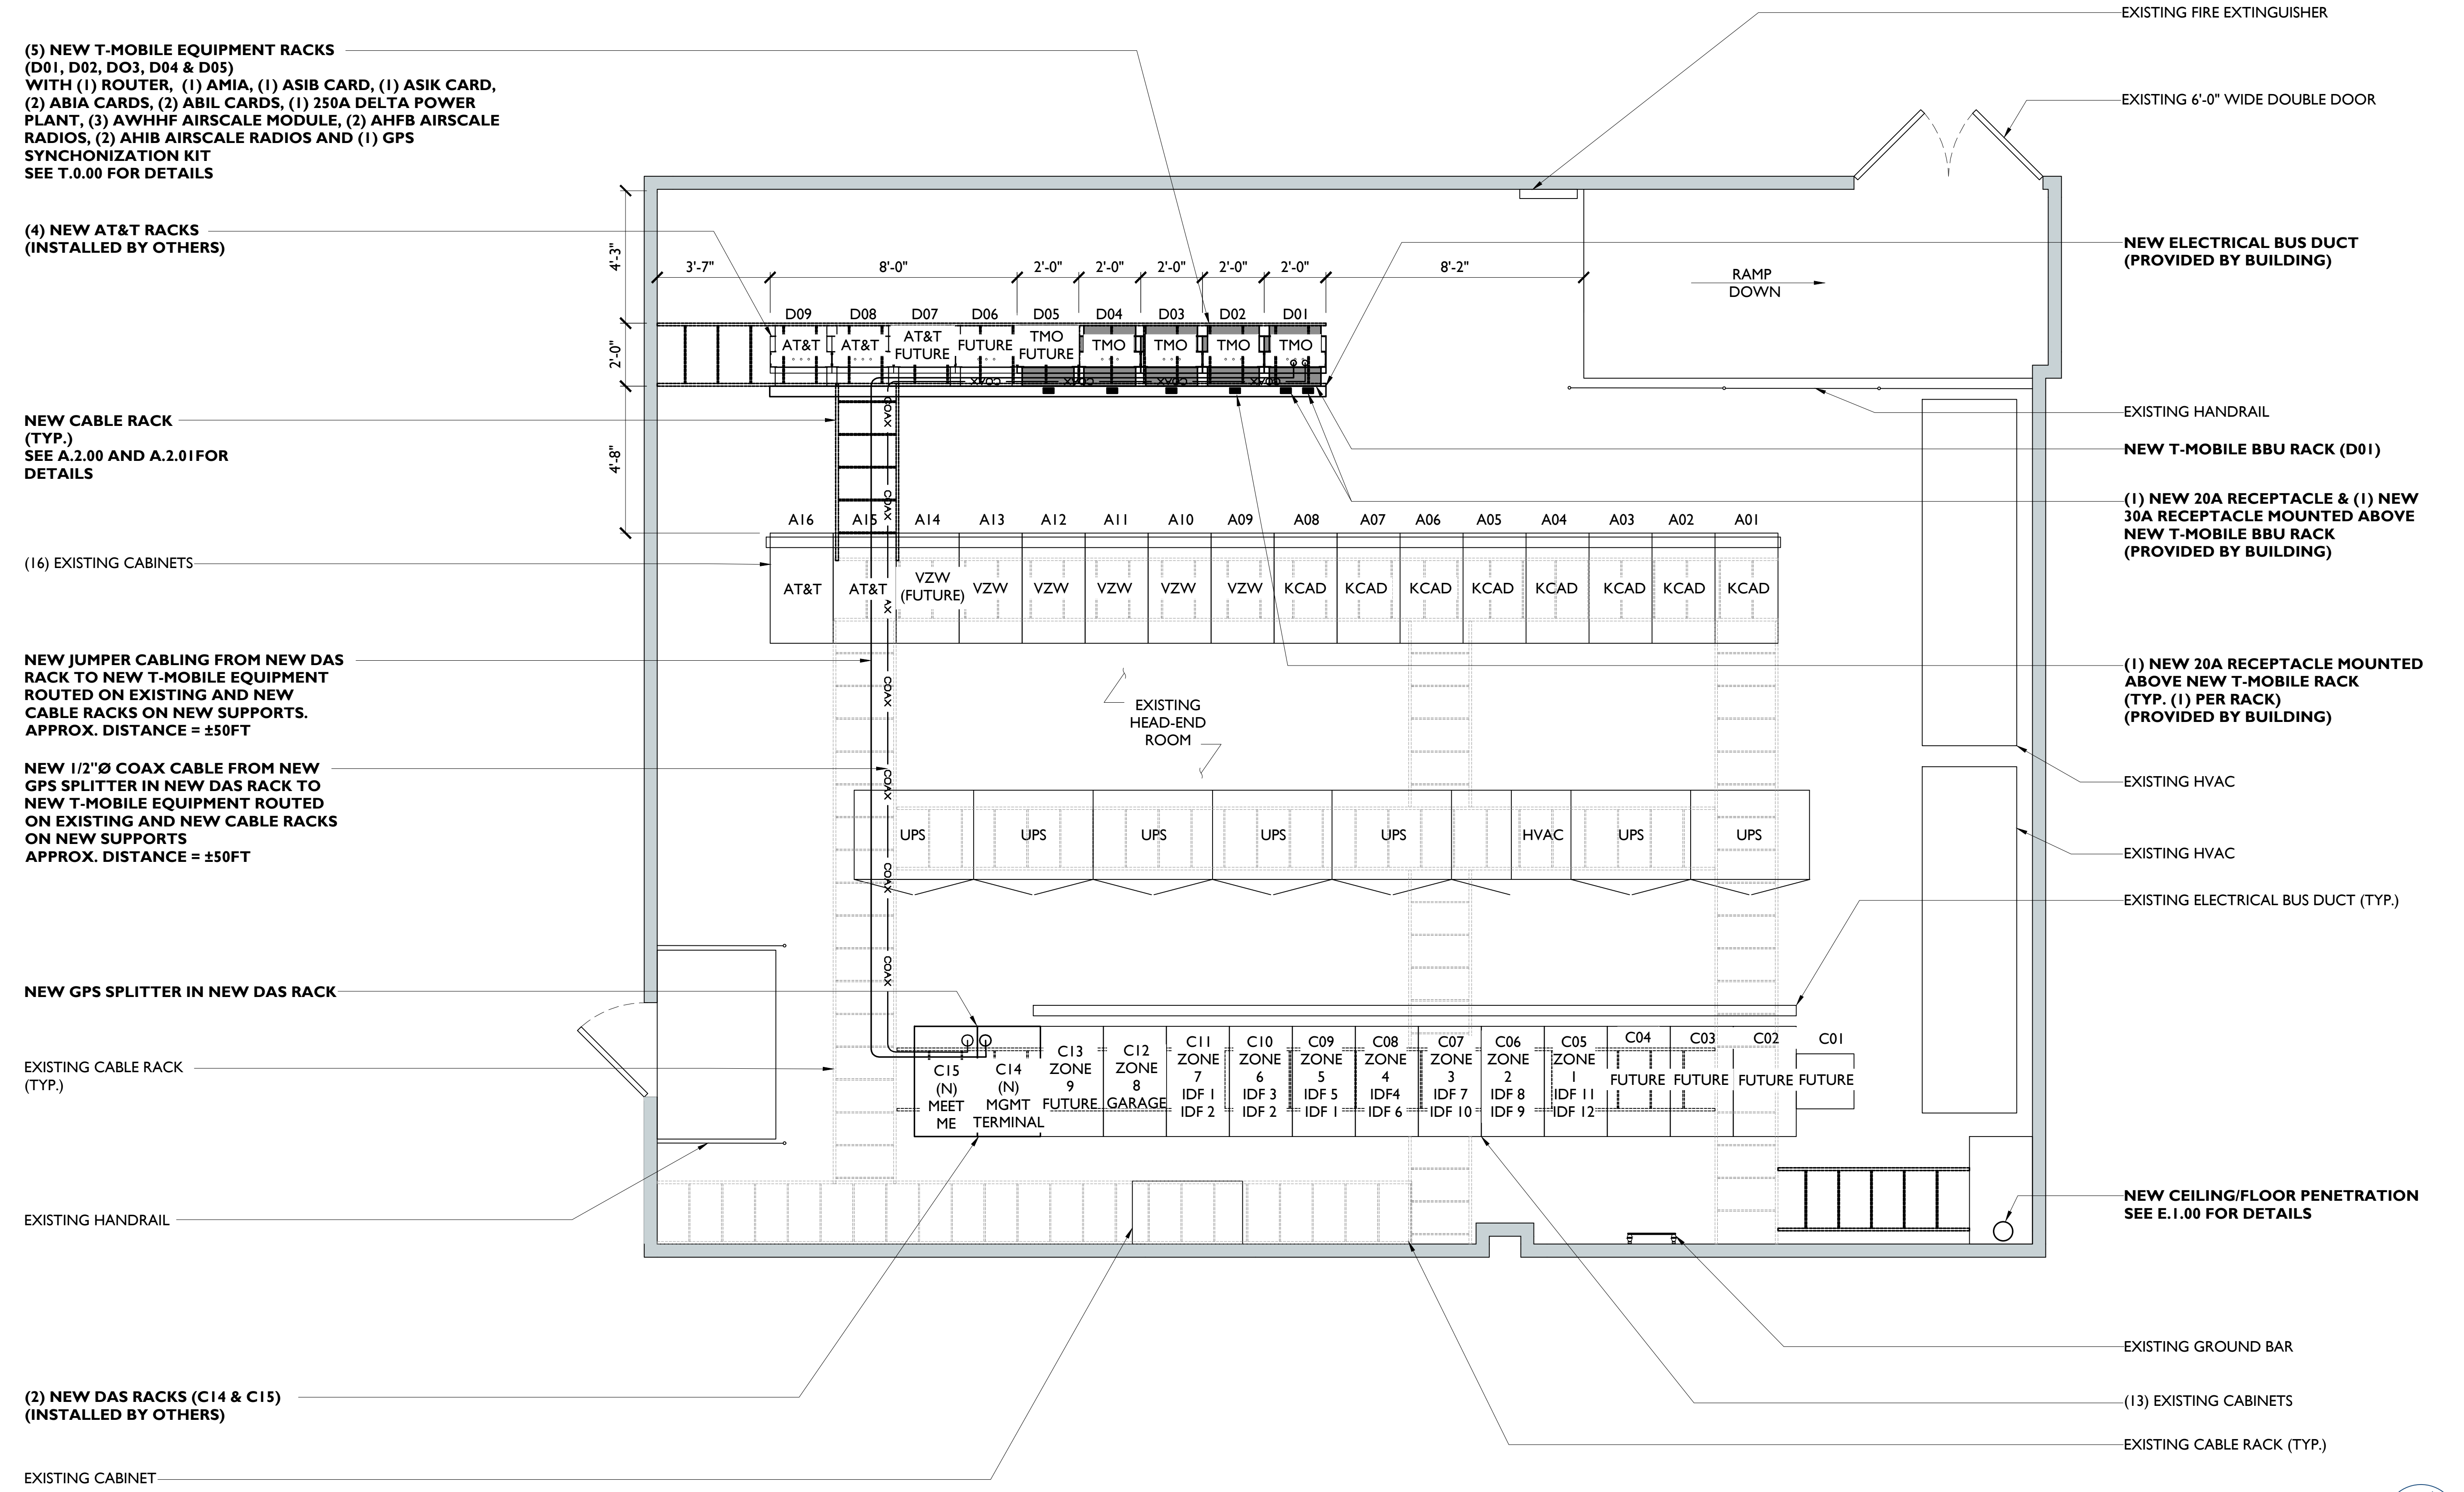 EXISTING FIRE EXTINGUISHER
(5) NEW T-MOBILE EQUIPMENT RACKS
(D01, D02, DO3, D04 & D05)
WITH (1) ROUTER, (1) AMIA, (1) ASIB CARD, (1) ASIK CARD,
(2) ABIA CARDS, (2) ABIL CARDS, (1) 250A DELTA POWER
PLANT, (3) AWHHF AIRSCALE MODULE, (2) AHFB AIRSCALE
RADIOS, (2) AHIB AIRSCALE RADIOS AND (1) GPS
SYNCHONIZATION KIT
SEE T.0.00 FOR DETAILS
EXISTING 6'-0" WIDE DOUBLE DOOR
(4) NEW AT&T RACKS
(INSTALLED BY OTHERS)
NEW ELECTRICAL BUS DUCT
(PROVIDED BY BUILDING)
4'-3"
3'-7"
8'-0"
2'-0"
2'-0"
2'-0"
2'-0"
2'-0"
8'-2"
RAMP
DOWN
D09
D08
D07
D06
D05
D04
D03
D02
D01
2'-0"
AT&T
AT&T
AT&T
FUTURE
FUTURE
TMO
FUTURE
TMO
TMO
TMO
TMO
COAX
COAX
COAX
COAX
COAX
NEW CABLE RACK
(TYP.)
SEE A.2.00 AND A.2.01FOR
DETAILS
4'-8"
COAX
EXISTING HANDRAIL
NEW T-MOBILE BBU RACK (D01)
(1) NEW 20A RECEPTACLE & (1) NEW
30A RECEPTACLE MOUNTED ABOVE
NEW T-MOBILE BBU RACK
(PROVIDED BY BUILDING)
A16
A15
A14
A13
A12
A11
A10
A09
A08
A07
A06
A05
A04
A03
A02
A01
(16) EXISTING CABINETS
AT&T
AT&T
VZW
(FUTURE)
VZW
VZW
VZW
VZW
VZW
KCAD
KCAD
KCAD
KCAD
KCAD
KCAD
KCAD
KCAD
NEW JUMPER CABLING FROM NEW DAS
RACK TO NEW T-MOBILE EQUIPMENT
ROUTED ON EXISTING AND NEW
CABLE RACKS ON NEW SUPPORTS.
APPROX. DISTANCE = ±50FT
COAX
EXISTING
HEAD-END
ROOM
(1) NEW 20A RECEPTACLE MOUNTED
ABOVE NEW T-MOBILE RACK
(TYP. (1) PER RACK)
(PROVIDED BY BUILDING)
NEW 1/2"Ø COAX CABLE FROM NEW
GPS SPLITTER IN NEW DAS RACK TO
NEW T-MOBILE EQUIPMENT ROUTED
ON EXISTING AND NEW CABLE RACKS
ON NEW SUPPORTS
APPROX. DISTANCE = ±50FT
COAX
EXISTING HVAC
UPS
UPS
UPS
UPS
UPS
HVAC
UPS
UPS
EXISTING HVAC
COAX
EXISTING ELECTRICAL BUS DUCT (TYP.)
COAX
NEW GPS SPLITTER IN NEW DAS RACK
EXISTING CABLE RACK
(TYP.)
C15
(N)
MEET
ME
C14
(N)
MGMT
TERMINAL
C13
ZONE
9
FUTURE
C12
ZONE
8
GARAGE
C11
ZONE
7
IDF 1
IDF 2
C10
ZONE
6
IDF 3
IDF 2
C09
ZONE
5
IDF 5
IDF 1
C08
ZONE
4
IDF4
IDF 6
C07
ZONE
3
IDF 7
IDF 10
C06
ZONE
2
IDF 8
IDF 9
C05
ZONE
1
IDF 11
IDF 12
C04
FUTURE
C03
FUTURE
C02
FUTURE
C01
FUTURE
EXISTING HANDRAIL
NEW CEILING/FLOOR PENETRATION
SEE E.1.00 FOR DETAILS
EXISTING GROUND BAR
(2) NEW DAS RACKS (C14 & C15)
(INSTALLED BY OTHERS)
(13) EXISTING CABINETS
EXISTING CABLE RACK (TYP.)
EXISTING CABINET